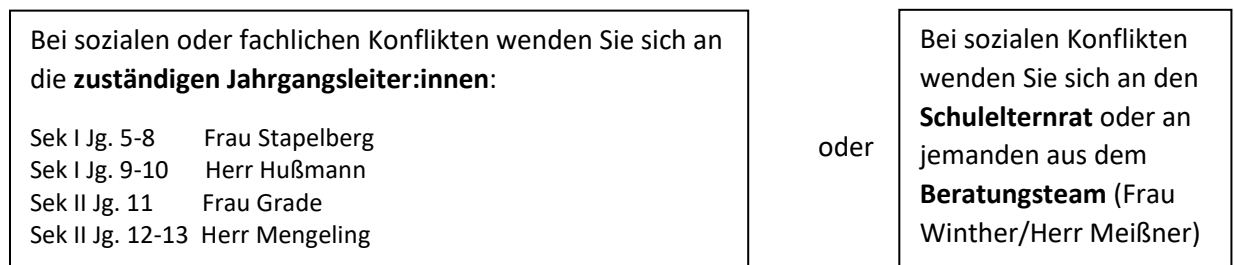 Bei sozialen oder fachlichen Konflikten wenden Sie sich an
die zuständigen Jahrgangsleiter:innen:
Sek I Jg. 5-8 Frau Stapelberg
Sek I Jg. 9-10 Herr Hußmann
Sek II Jg. 11 Frau Grade
Sek II Jg. 12-13 Herr Mengeling
oder
Bei sozialen Konflikten
wenden Sie sich an den
Schulelternrat oder an
jemanden aus dem
Beratungsteam (Frau
Winther/Herr Meißner)